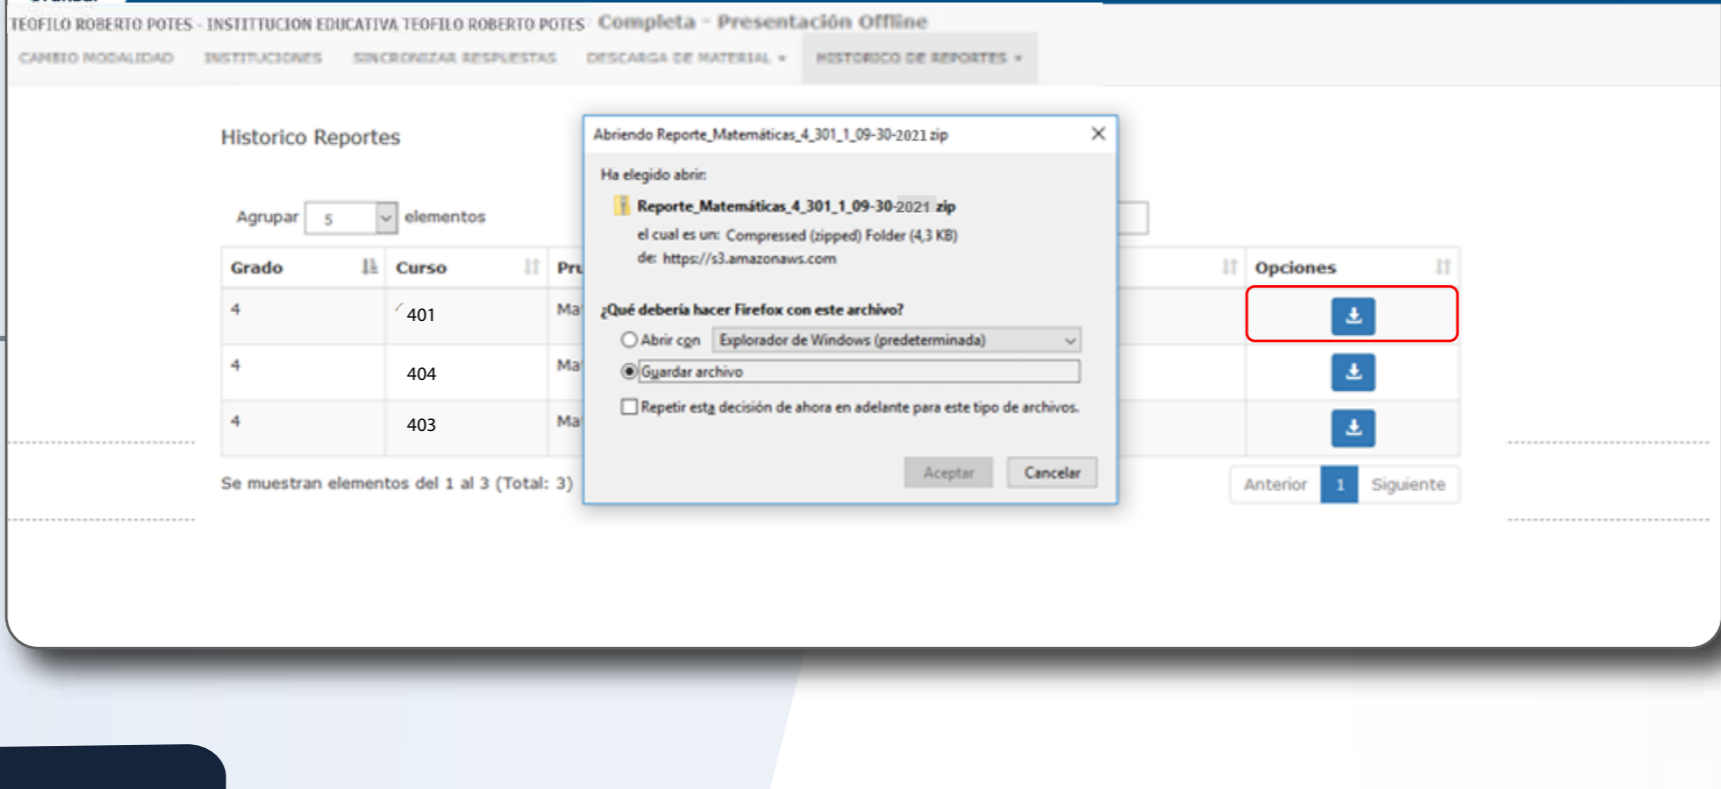 TEOFILO ROBERTO POTES - INSTITUCION EDUCATIVA TEOFILO ROBERTO POTES Completa - Presentación Offline
CAMBIO MODALIDAD INSTITUCIONES SINCRONIZAR RESPUESTAS DESCARGA DE MATERIAL HISTORICO DE REPORTES
Historico Reportes
Agrupar 5 elementos
Grado Curso Pru Opciones
4 401 Ma
4 404 Ma
4 403 Ma
Se muestran elementos del 1 al 3 (Total: 3)
Anterior 1 Siguiente
Abriendo Reporte_Matemáticas_4_301_1_09-30-2021 zip
Ha elegido abrir:
Reporte_Matemáticas_4_301_1_09-30-2021 zip
el cual es un: Compressed (zipped) Folder (4,3 KB)
de: https://s3.amazonaws.com
¿Qué debería hacer Firefox con este archivo?
Abrir con Explorador de Windows (predeterminada)
Guardar archivo
Repetir esta decisión de ahora en adelante para este tipo de archivos.
Aceptar Cancelar